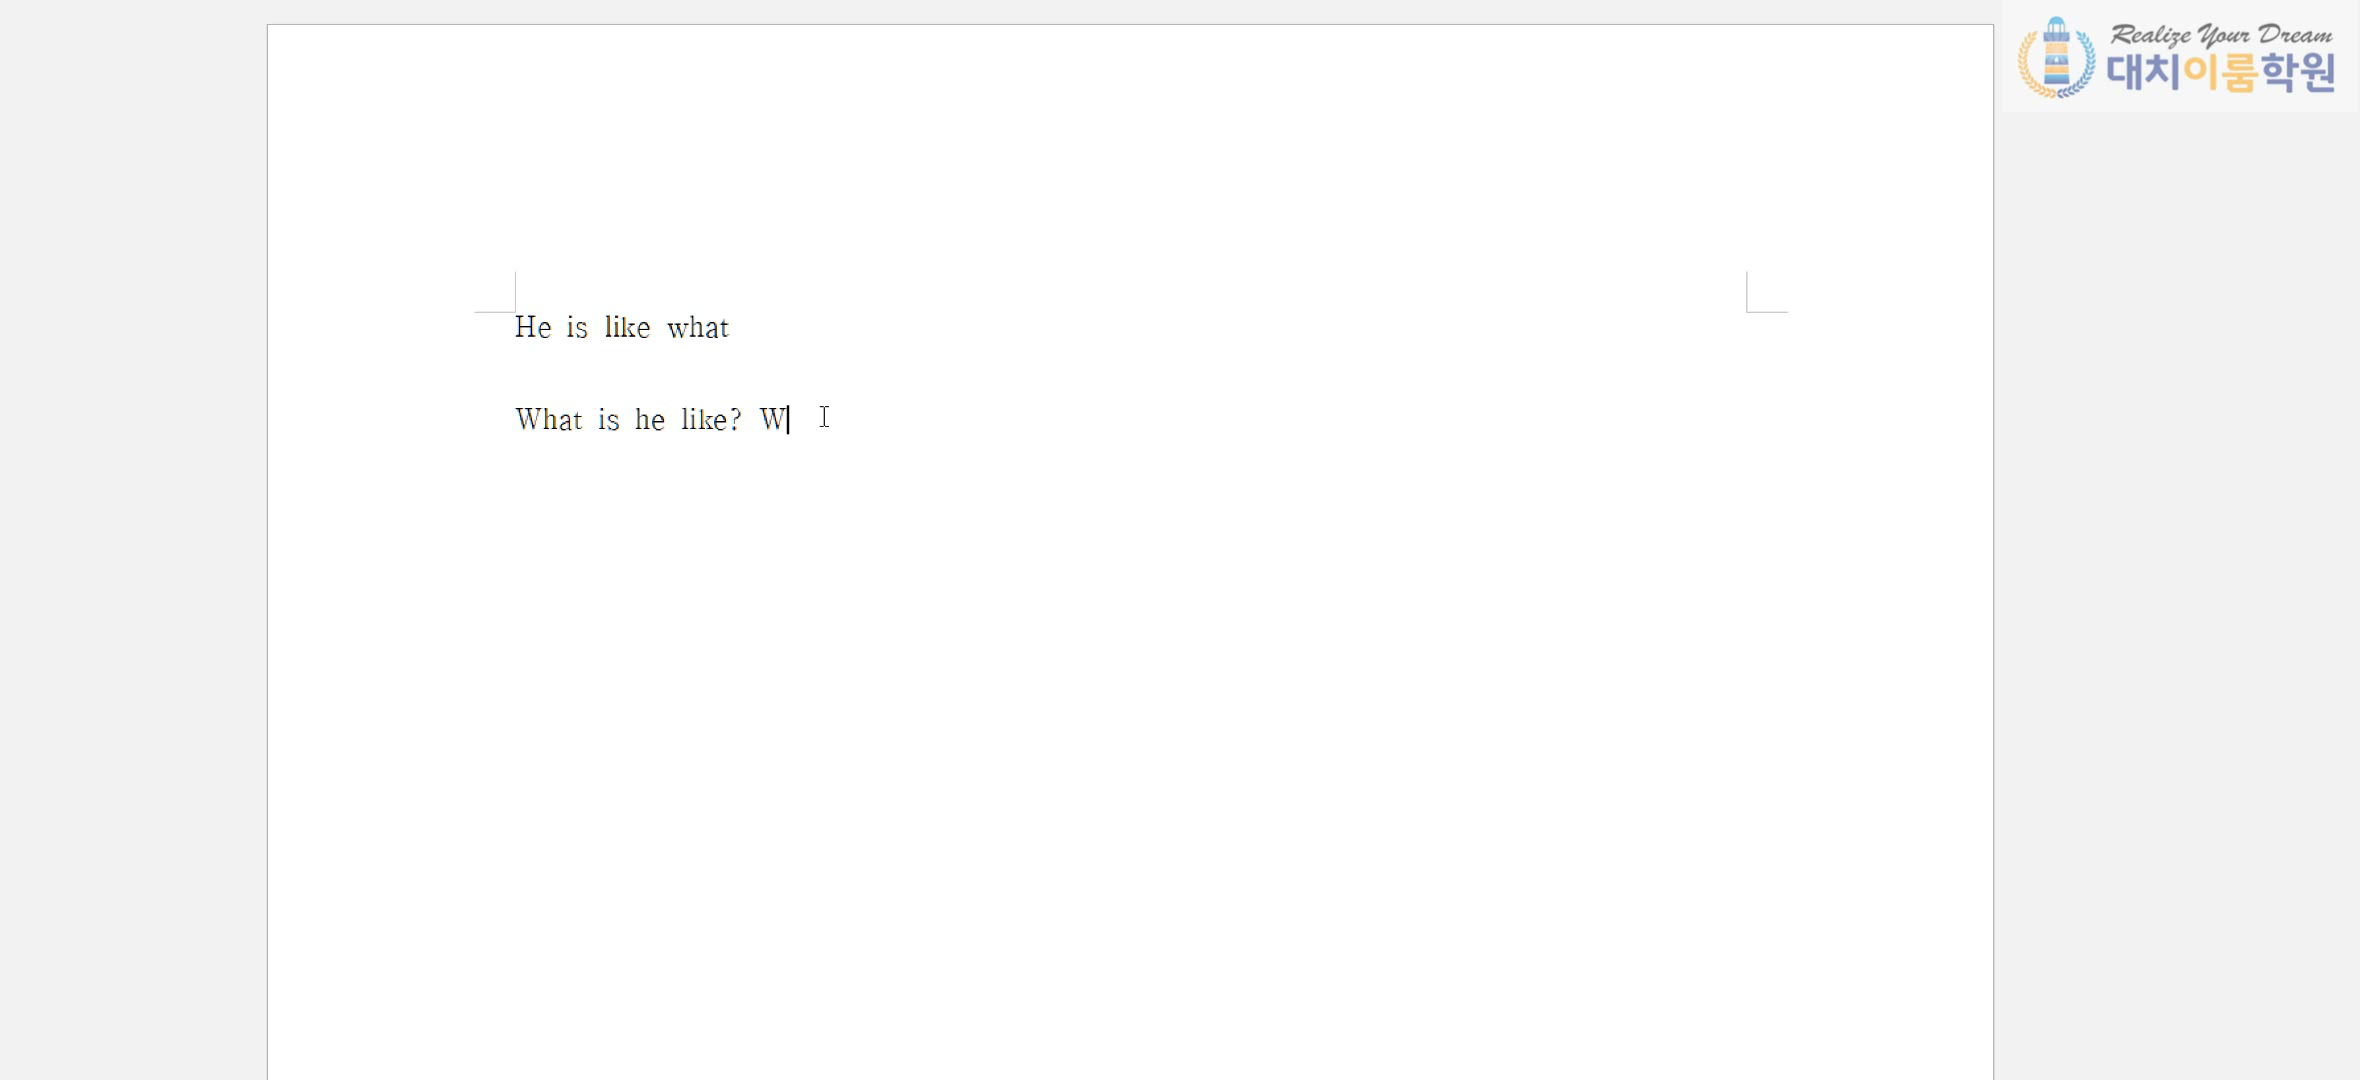 Realize Your Dream
대치이룸학원
He is like what
What is he like? W